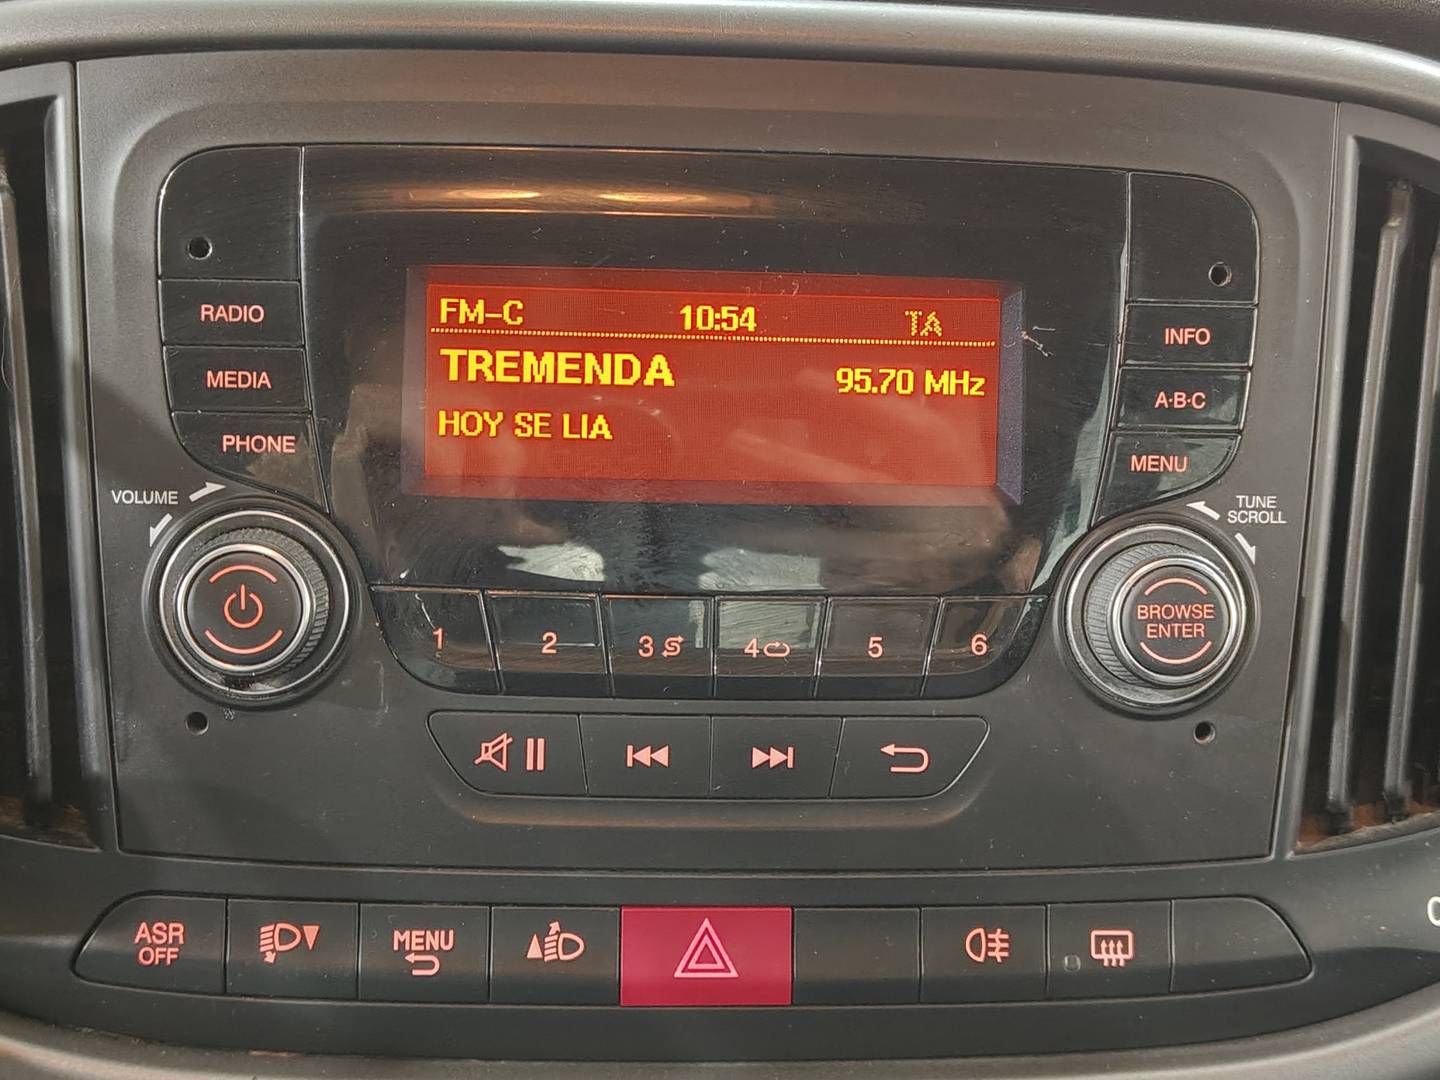 FM-C 10:54 TA
TREMENDA 95.70 MHz
HOY SE LIA
RADIO
MEDIA
PHONE
VOLUME
INFO
A·B·C
MENU
TUNE
SCROLL
BROWSE
ENTER
1 2 3 4 5 6
ASR
OFF
MENU